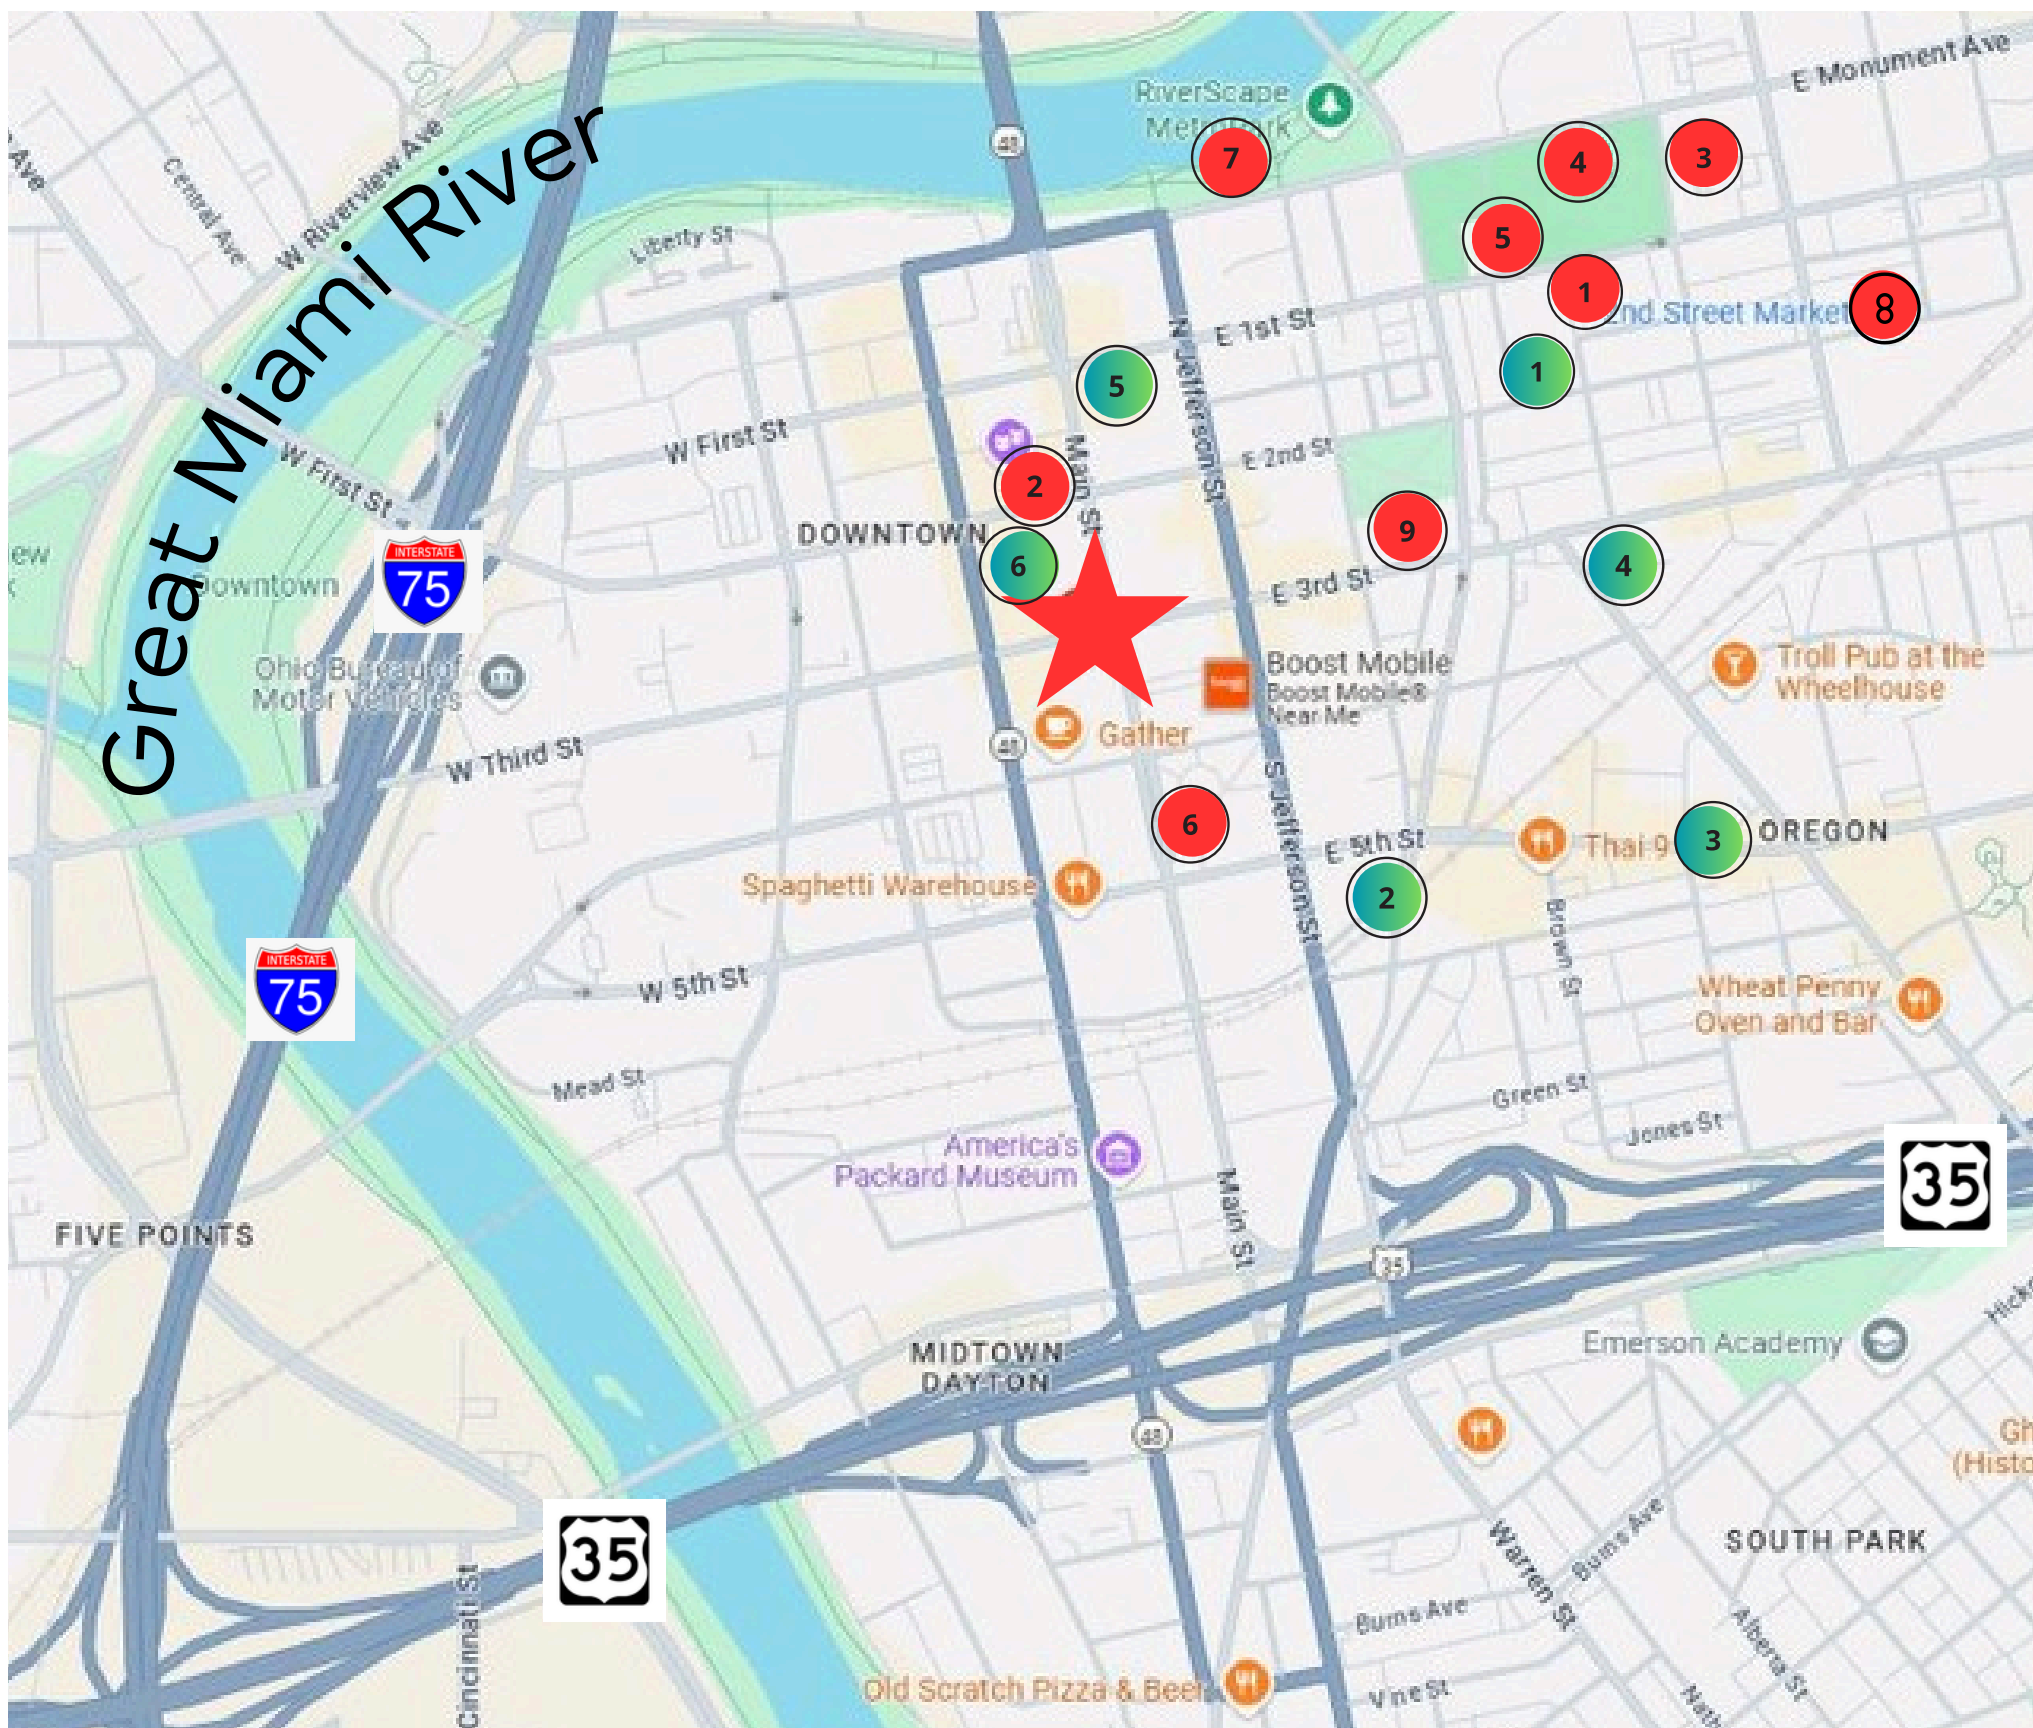 E Monument Ave
RiverScape
MetroPark
48
7
4
3
Ave
Central Ave
W Riverview Ave
Great Miami River
Liberty St
5
1
2nd Street Market
8
E 1st St
N Jefferson St
1
5
W First St
W First St
Main St
E 2nd St
2
DOWNTOWN
9
6
4
E 3rd St
INTERSTATE
75
ew
Downtown
Ohio Bureau of
Motor Vehicles
Boost Mobile
Boost Mobile®
Near Me
Troll Pub at the
Wheelhouse
Gather
48
W Third St
6
S Jefferson St
E 5th St
Thai 9
3
OREGON
Spaghetti Warehouse
2
Brown St
INTERSTATE
75
W 5th St
Wheat Penny
Oven and Bar
Mead St
Green St
Jones St
America's
Packard Museum
Main St
35
FIVE POINTS
35
Hick
MIDTOWN
DAYTON
Emerson Academy
48
Gh
(Histo
35
Warren St
Burns Ave
SOUTH PARK
Cincinnati St
Burns Ave
Alberta St
Old Scratch Pizza & Beer
Vine St
Nath